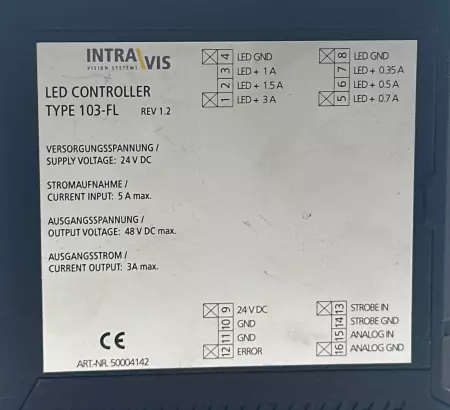 INTRAVIS
VISION SYSTEMS
LED CONTROLLER
TYPE 103-FL REV 1.2
VERSORGUNGSSPANNUNG /
SUPPLY VOLTAGE: 24 V DC
STROMAUFNAHME /
CURRENT INPUT: 5 A max.
AUSGANGSSPANNUNG /
OUTPUT VOLTAGE: 48 V DC max.
AUSGANGSSTROM /
CURRENT OUTPUT: 3A max.
CE
ART.-NR. 50004142
4 LED GND
3 LED + 1 A
2 LED + 1.5 A
1 LED + 3 A
8 LED GND
7 LED + 0.35 A
6 LED + 0.5 A
5 LED + 0.7 A
9 24 V DC
10 GND
11 GND
12 ERROR
13 STROBE IN
14 STROBE GND
15 ANALOG IN
16 ANALOG GND